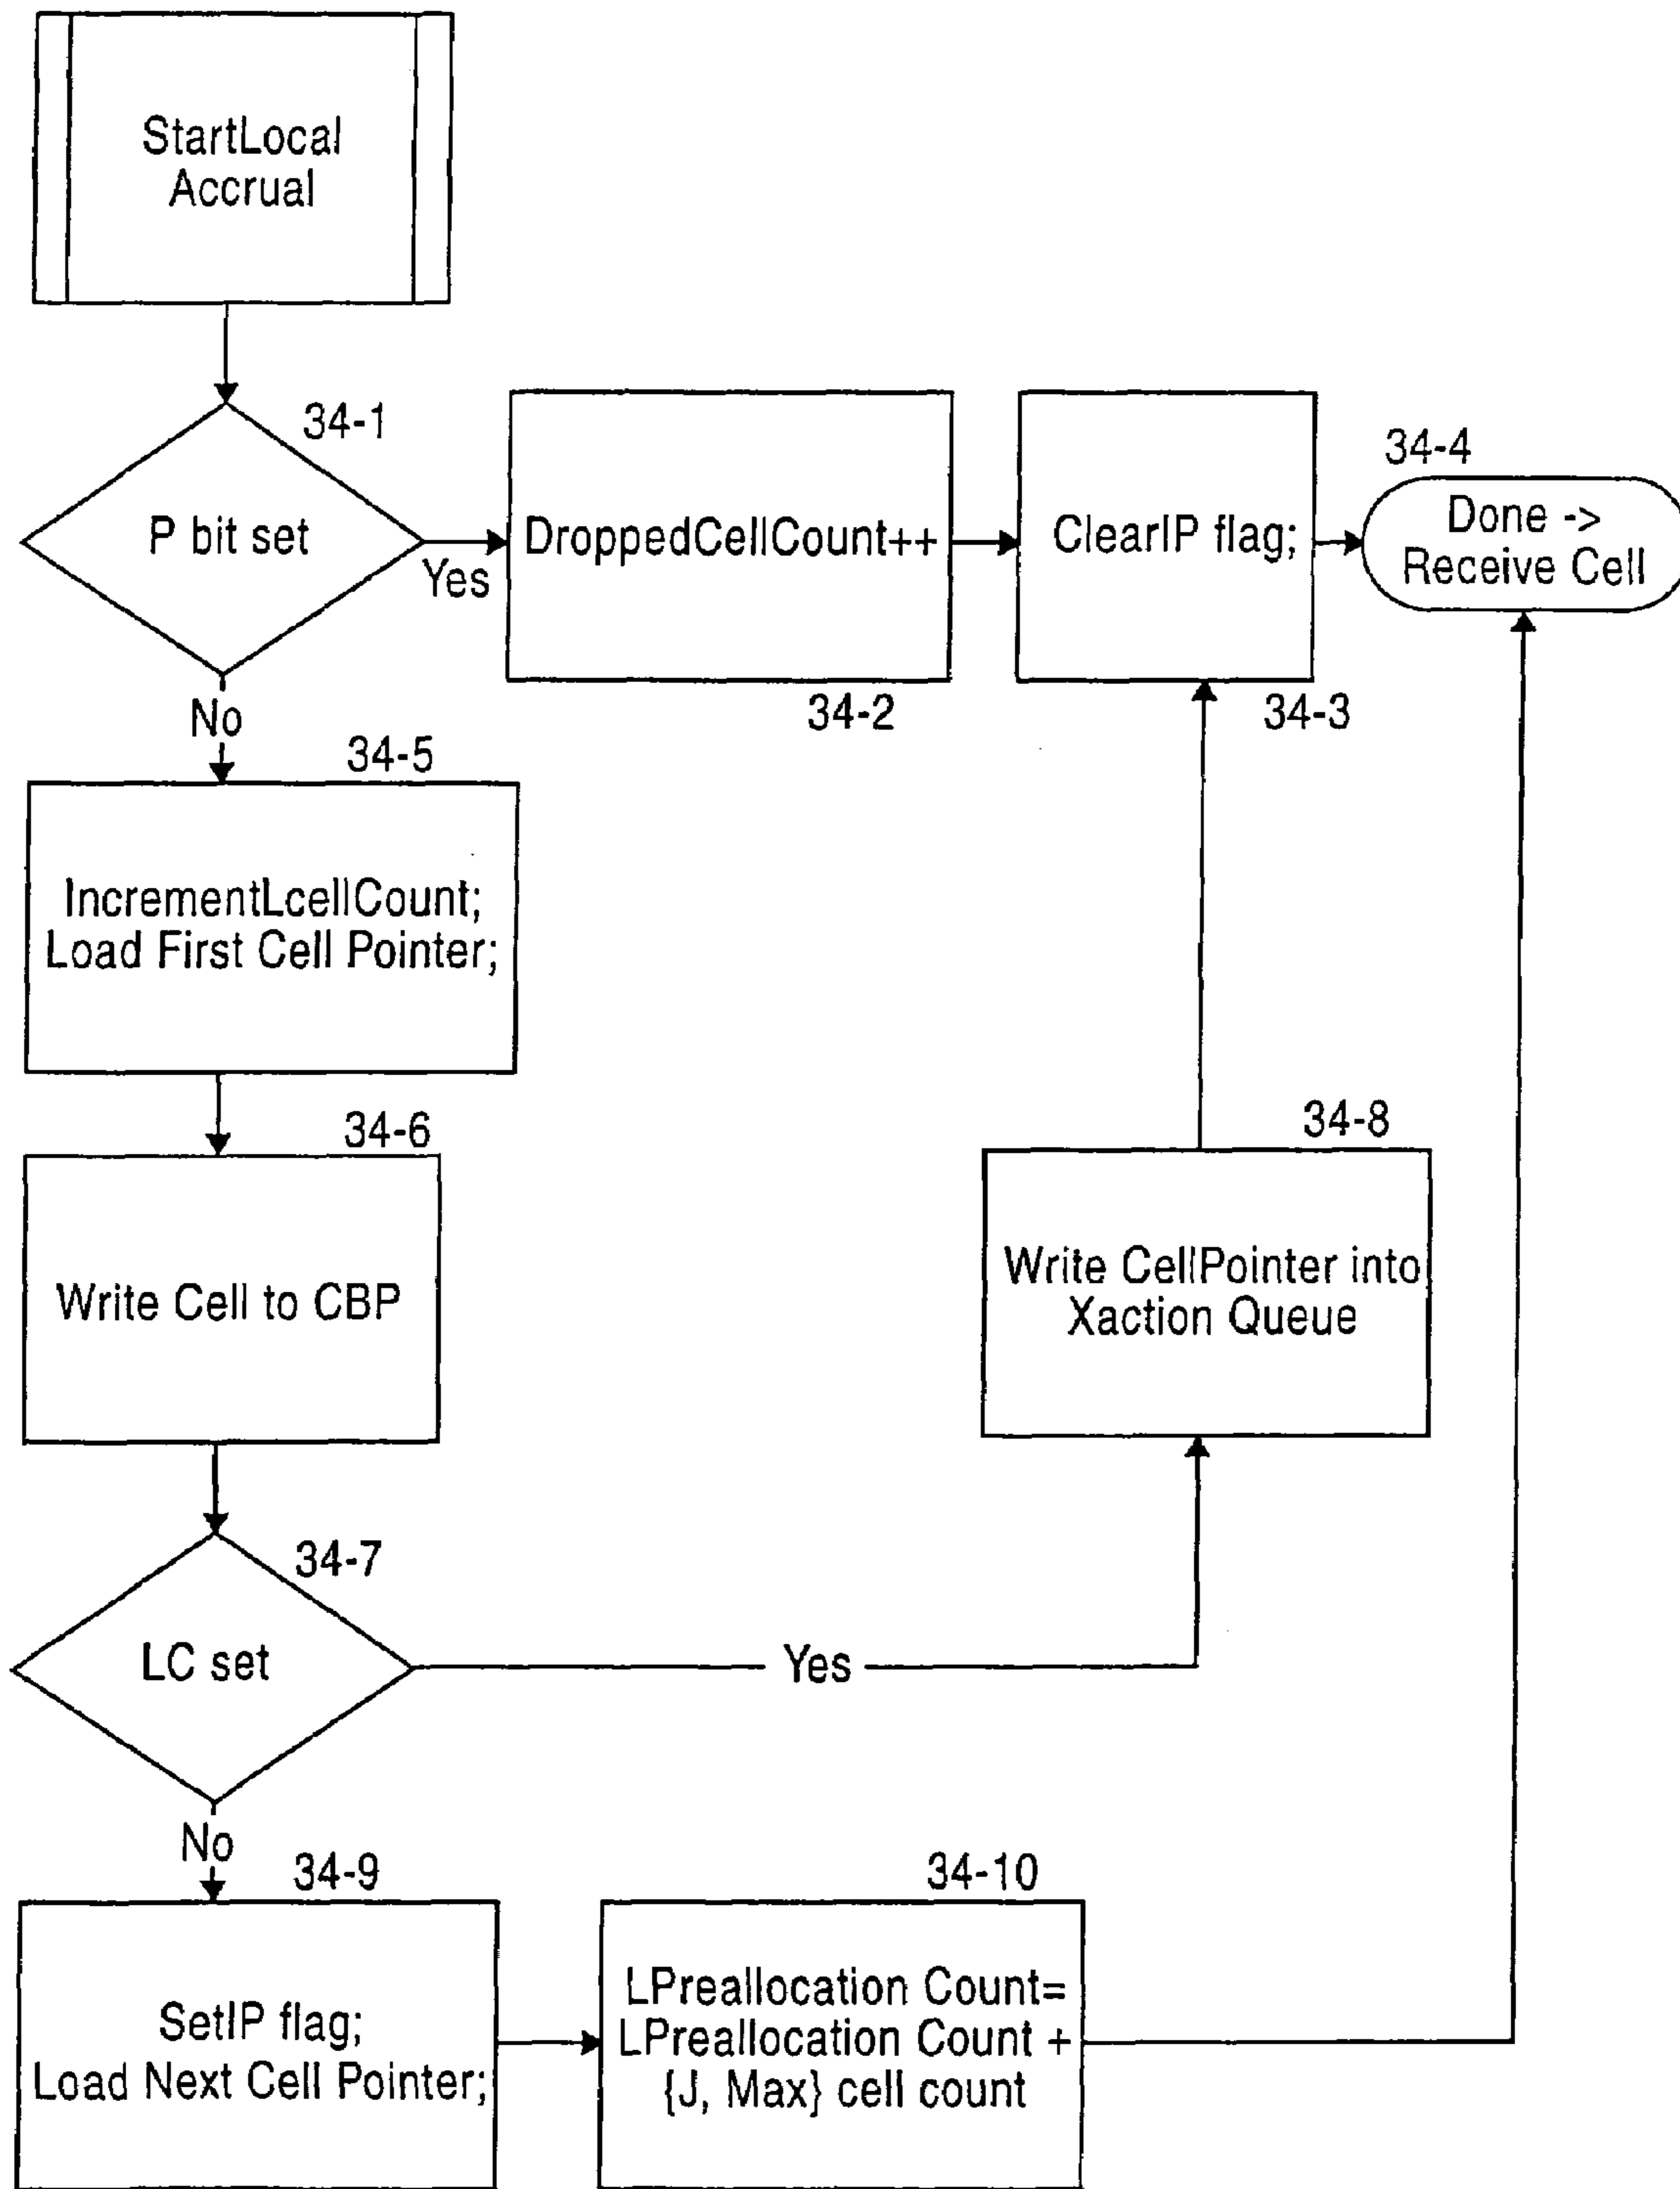 StartLocal
Accrual
34-1
P bit set
Yes
No
DroppedCellCount++
34-2
ClearIP flag;
34-3
34-4
Done ->
Receive Cell
34-5
IncrementLcellCount;
Load First Cell Pointer;
34-6
Write Cell to CBP
34-7
LC set
Yes
No
34-8
Write CellPointer into
Xaction Queue
34-9
SetIP flag;
Load Next Cell Pointer;
34-10
LPreallocation Count=
LPreallocation Count +
{J, Max} cell count